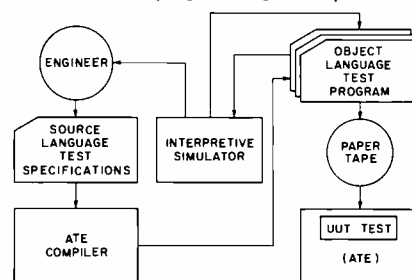 ENGINEER
SOURCE
LANGUAGE
TEST
SPECIFICATIONS
ATE
COMPILER
INTERPRETIVE
SIMULATOR
OBJECT
LANGUAGE
TEST
PROGRAM
PAPER
TAPE
UUT TEST
(ATE)